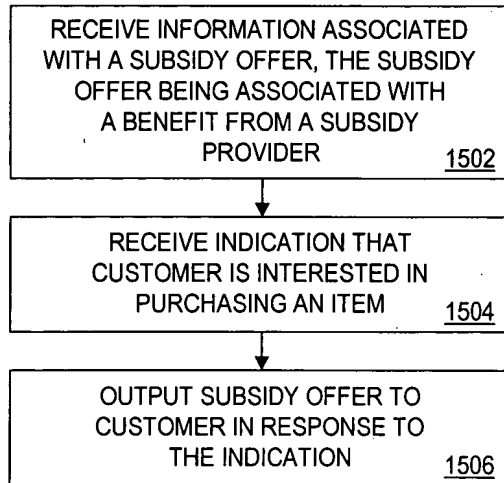 RECEIVE INFORMATION ASSOCIATED
WITH A SUBSIDY OFFER, THE SUBSIDY
OFFER BEING ASSOCIATED WITH
A BENEFIT FROM A SUBSIDY
PROVIDER
1502
RECEIVE INDICATION THAT
CUSTOMER IS INTERESTED IN
PURCHASING AN ITEM
1504
OUTPUT SUBSIDY OFFER TO
CUSTOMER IN RESPONSE TO
THE INDICATION
1506